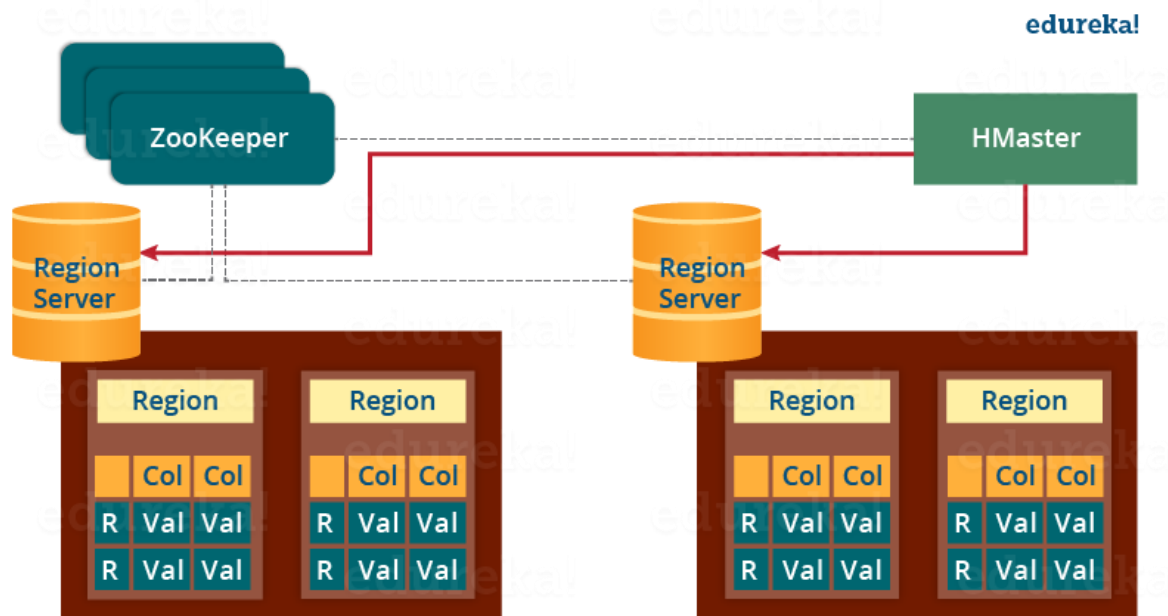 edureka!
ZooKeeper
HMaster
Region
Server
Region
Server
Region
Col Col
R Val Val
R Val Val
Region
Col Col
R Val Val
R Val Val
Region
Col Col
R Val Val
R Val Val
Region
Col Col
R Val Val
R Val Val